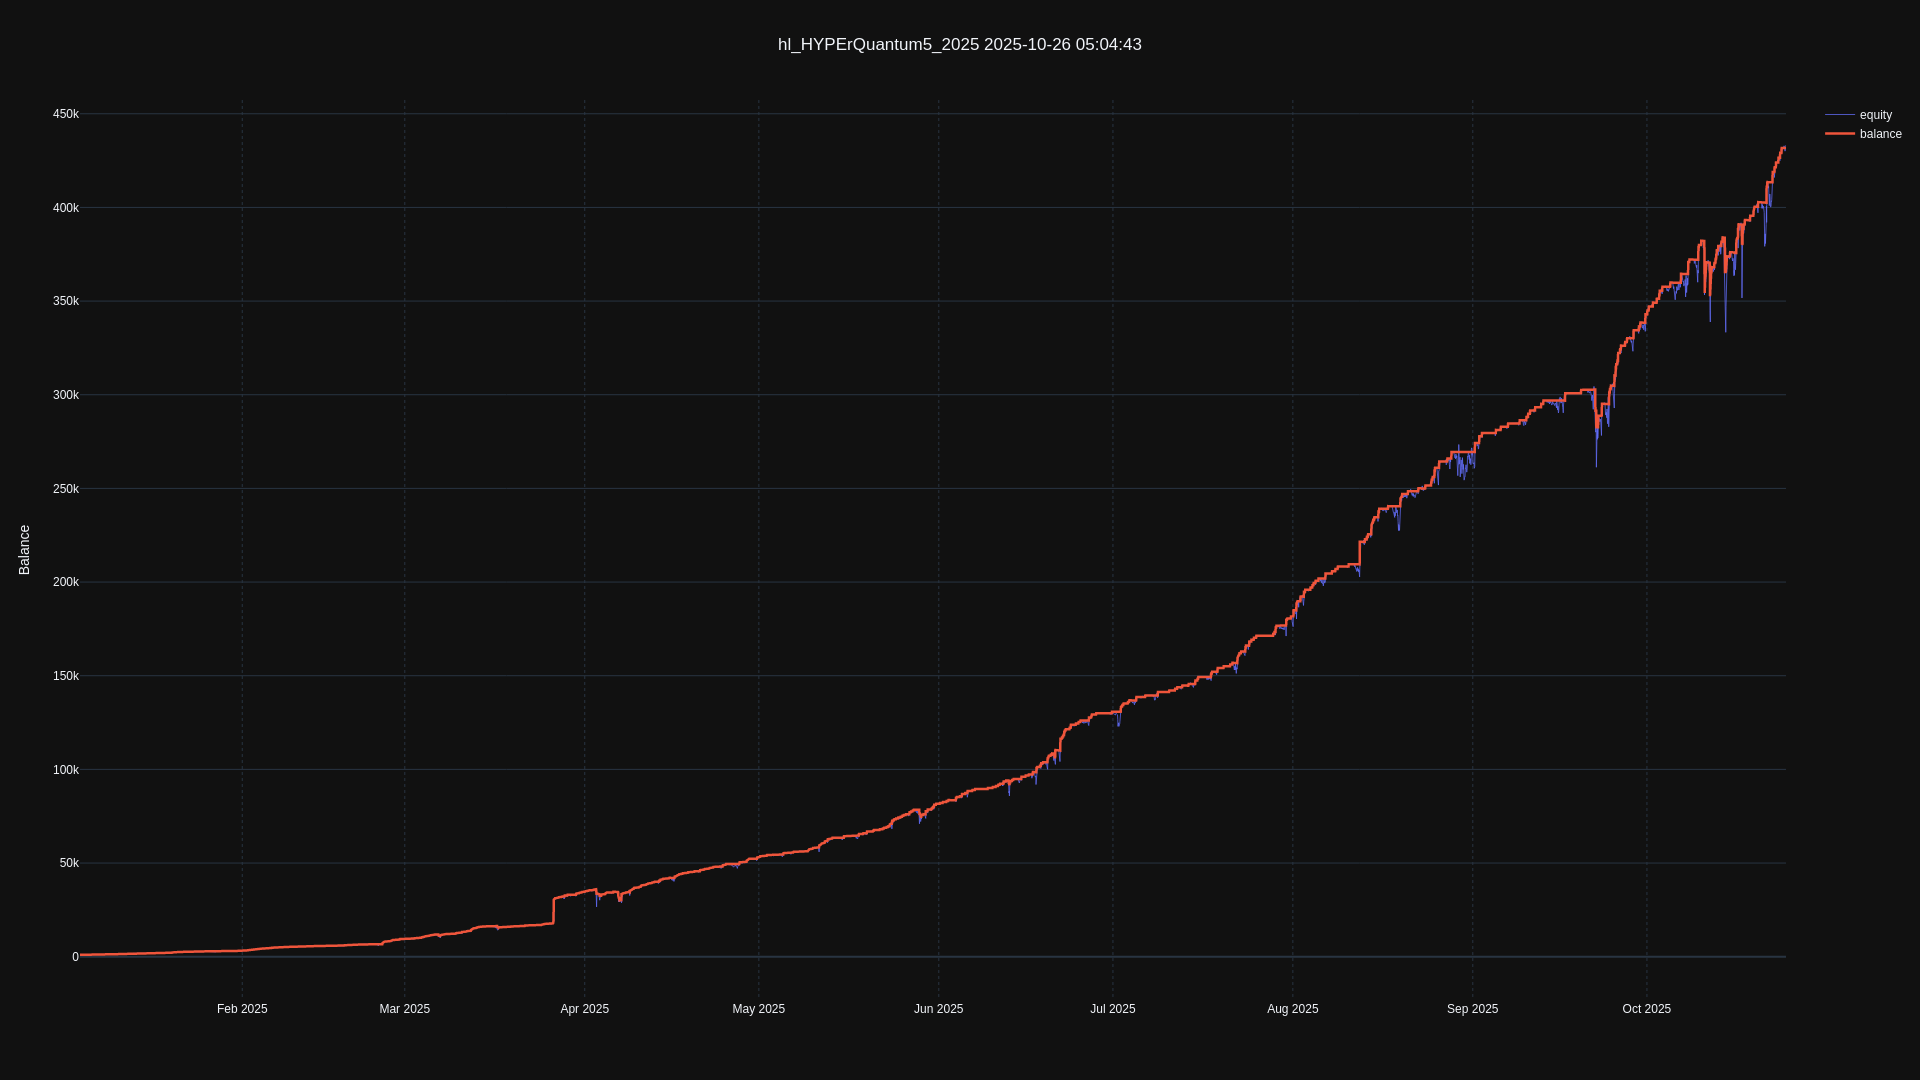 hl_HYPErQuantum5_2025 2025-10-26 05:04:43
equity
balance
Balance
450k
400k
350k
300k
250k
200k
150k
100k
50k
0
Feb 2025
Mar 2025
Apr 2025
May 2025
Jun 2025
Jul 2025
Aug 2025
Sep 2025
Oct 2025